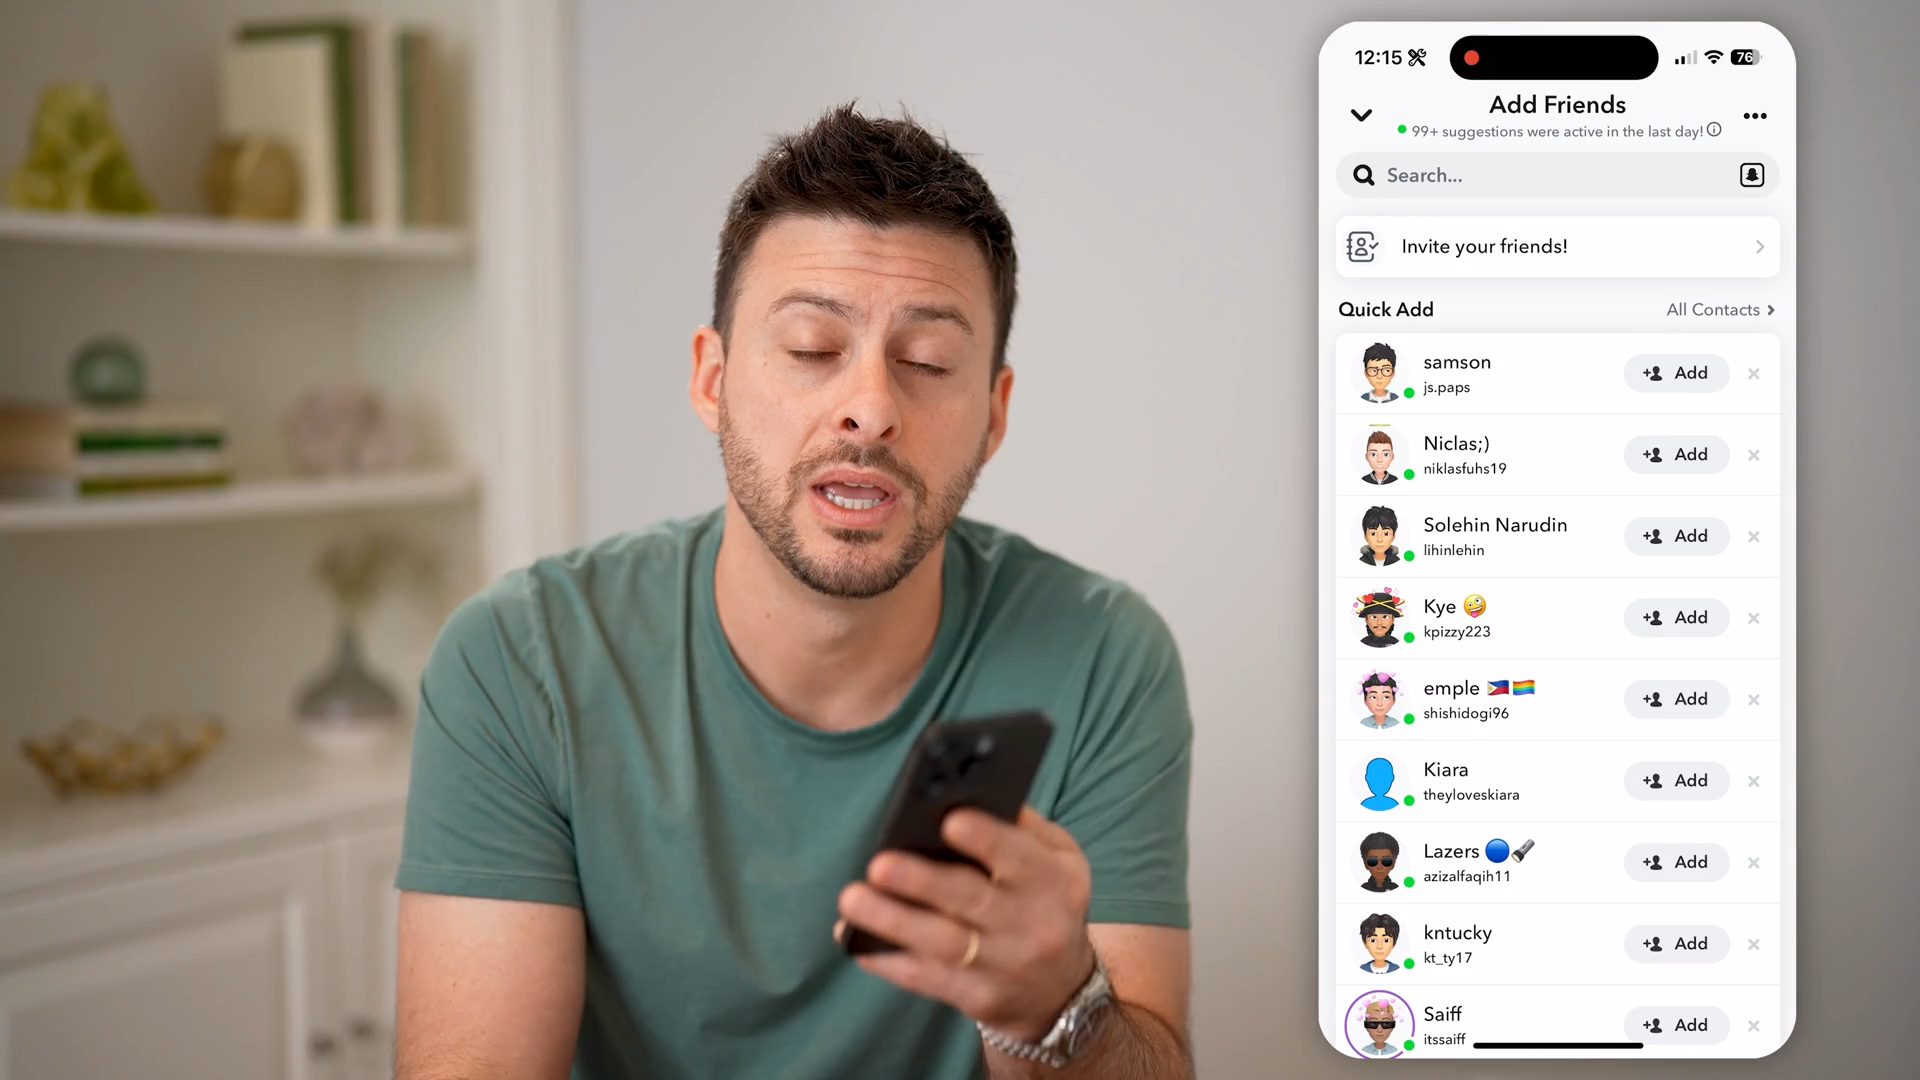 12:15
76
Add Friends
99+ suggestions were active in the last day!
Search...
Invite your friends!
Quick Add
All Contacts
samson
js.paps
Add
Niclas;)
niklasfuhs19
Add
Solehin Narudin
lihinlehin
Add
Kye 🤪
kpizzy223
Add
emple 🇵🇭🏳️‍🌈
shishidogi96
Add
Kiara
theyloveskiara
Add
Lazers 🔵🔦
azizalfaqih11
Add
kntucky
kt_ty17
Add
Saiff
itssaiff
Add